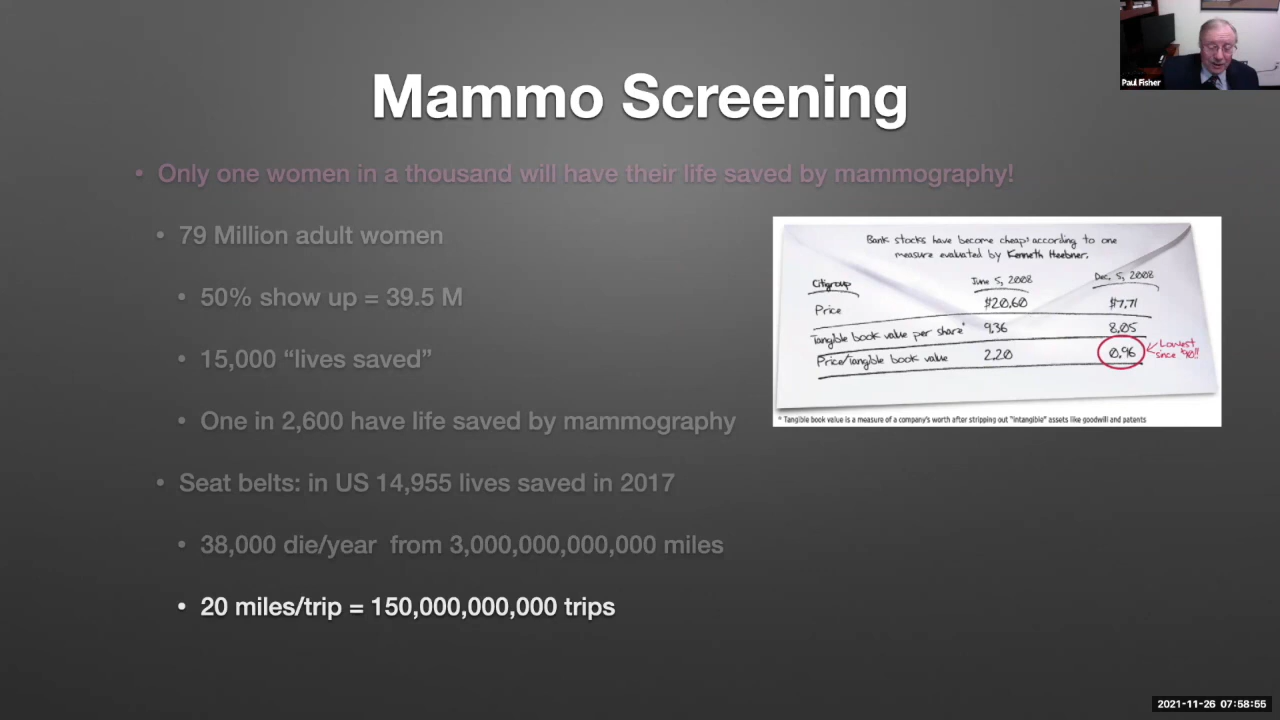 Paul Fisher
Mammo Screening
• Only one women in a thousand will have their life saved by mammography!
• 79 Million adult women
• 50% show up = 39.5 M
• 15,000 “lives saved”
• One in 2,600 have life saved by mammography
• Seat belts: in US 14,955 lives saved in 2017
• 38,000 die/year from 3,000,000,000,000 miles
• 20 miles/trip = 150,000,000,000 trips
Bank stocks have become cheap, according to one
measure evaluated by Kenneth Heebner.
Citigroup June 5, 2008 Dec. 5, 2008
Price $20.60 $7.71
Tangible book value per share* 9.36 8.05
Price/tangible book value 2.20 0.96
Lowest
since '90!!
* Tangible book value is a measure of a company's worth after stripping out "intangible" assets like goodwill and patents
2021-11-26 07:58:55